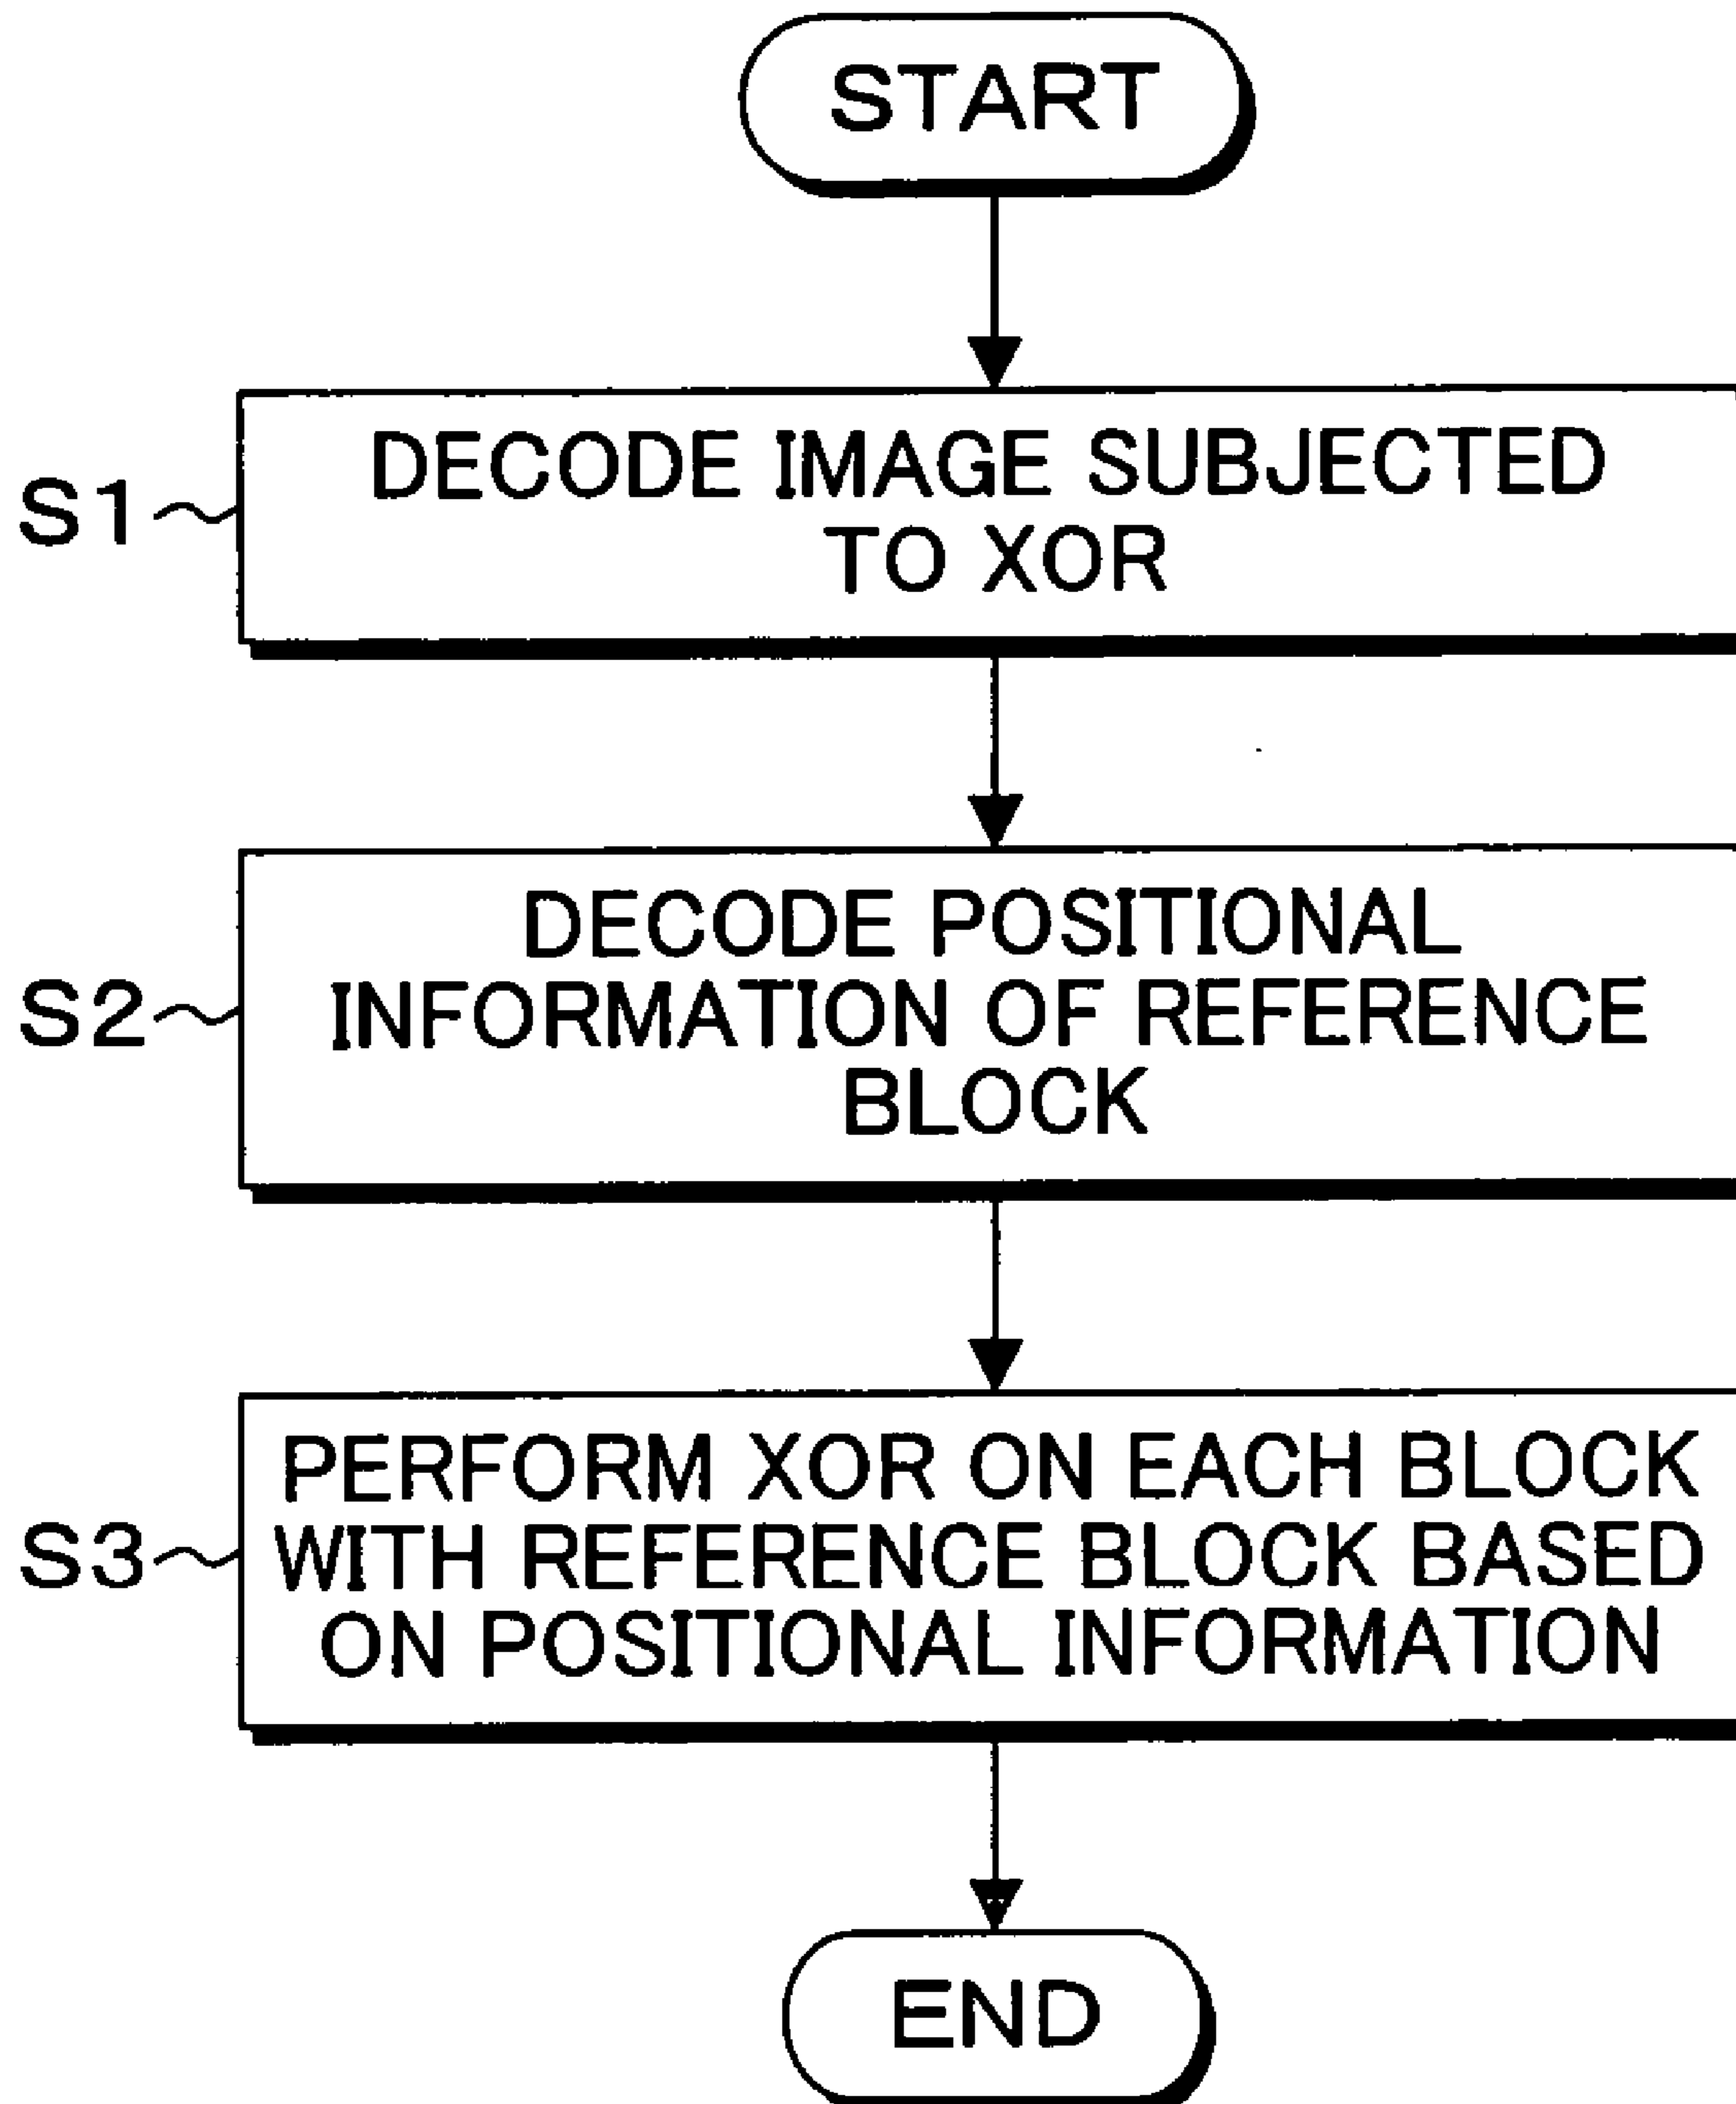 START
S1
DECODE IMAGE SUBJECTED
TO XOR
S2
DECODE POSITIONAL
INFORMATION OF REFERENCE
BLOCK
S3
PERFORM XOR ON EACH BLOCK
WITH REFERENCE BLOCK BASED
ON POSITIONAL INFORMATION
END